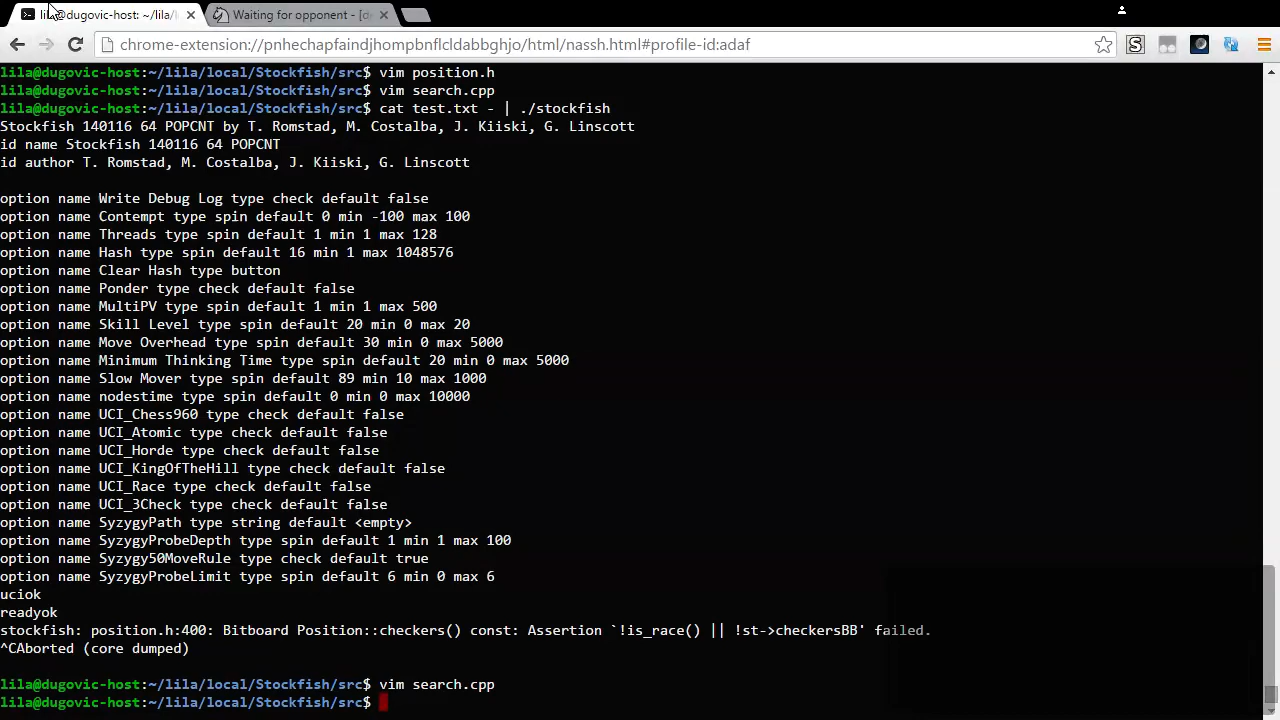 lila@dugovic-host: ~/lila/l
Waiting for opponent - [d
chrome-extension://pnhechapfaindjhompbnflcldabbghjo/html/nassh.html#profile-id:adaf
lila@dugovic-host:~/lila/local/Stockfish/src$ vim position.h
lila@dugovic-host:~/lila/local/Stockfish/src$ vim search.cpp
lila@dugovic-host:~/lila/local/Stockfish/src$ cat test.txt - | ./stockfish
Stockfish 140116 64 POPCNT by T. Romstad, M. Costalba, J. Kiiski, G. Linscott
id name Stockfish 140116 64 POPCNT
id author T. Romstad, M. Costalba, J. Kiiski, G. Linscott
option name Write Debug Log type check default false
option name Contempt type spin default 0 min -100 max 100
option name Threads type spin default 1 min 1 max 128
option name Hash type spin default 16 min 1 max 1048576
option name Clear Hash type button
option name Ponder type check default false
option name MultiPV type spin default 1 min 1 max 500
option name Skill Level type spin default 20 min 0 max 20
option name Move Overhead type spin default 30 min 0 max 5000
option name Minimum Thinking Time type spin default 20 min 0 max 5000
option name Slow Mover type spin default 89 min 10 max 1000
option name nodestime type spin default 0 min 0 max 10000
option name UCI_Chess960 type check default false
option name UCI_Atomic type check default false
option name UCI_Horde type check default false
option name UCI_KingOfTheHill type check default false
option name UCI_Race type check default false
option name UCI_3Check type check default false
option name SyzygyPath type string default <empty>
option name SyzygyProbeDepth type spin default 1 min 1 max 100
option name Syzygy50MoveRule type check default true
option name SyzygyProbeLimit type spin default 6 min 0 max 6
uciok
readyok
stockfish: position.h:400: Bitboard Position::checkers() const: Assertion `!is_race() || !st->checkersBB' failed.
^CAborted (core dumped)
lila@dugovic-host:~/lila/local/Stockfish/src$ vim search.cpp
lila@dugovic-host:~/lila/local/Stockfish/src$